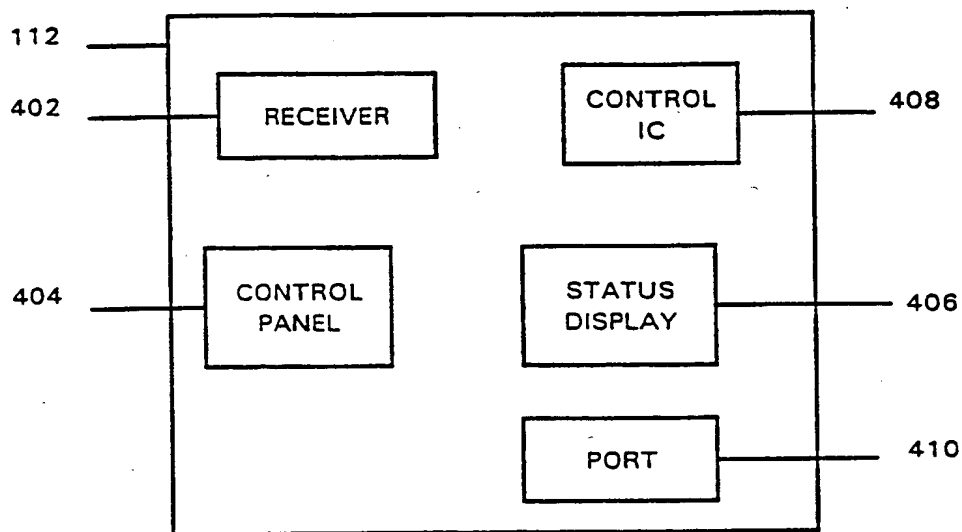 112
402
RECEIVER
CONTROL
IC
408
404
CONTROL
PANEL
STATUS
DISPLAY
406
PORT
410